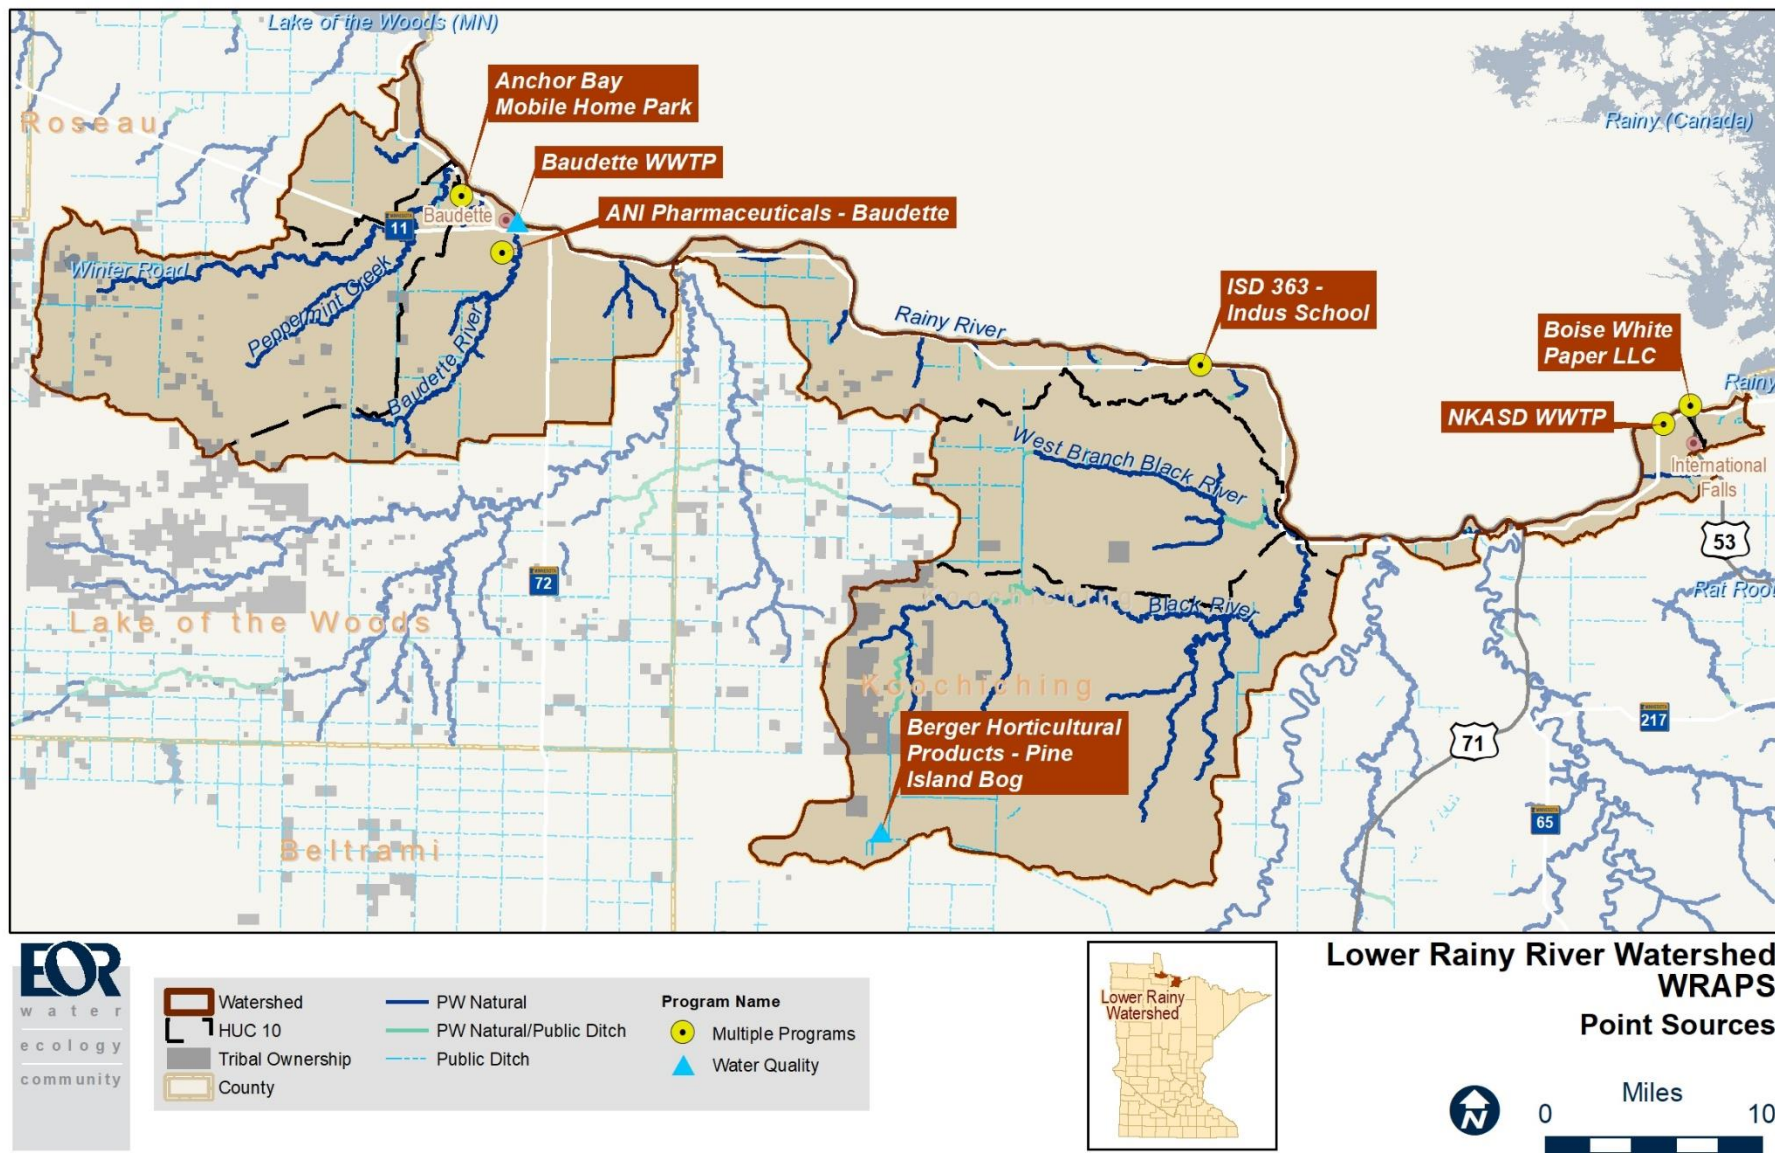 Lake of the Woods (MN)
Roseau
Anchor Bay
Mobile Home Park
Baudette WWTP
ANI Pharmaceuticals - Baudette
Baudette
11
Winter Road
Peppermint Creek
Baudette River
Rainy (Canada)
Rainy River
ISD 363 -
Indus School
Boise White
Paper LLC
Rainy
NKASD WWTP
International
Falls
53
West Branch Black River
72
Koochiching
Black River
Rat Root
Lake of the Woods
Koochiching
Berger Horticultural
Products - Pine
Island Bog
71
217
65
Beltrami
EOR
water
ecology
community
Watershed
HUC 10
Tribal Ownership
County
PW Natural
PW Natural/Public Ditch
Public Ditch
Program Name
Multiple Programs
Water Quality
Lower Rainy
Watershed
Lower Rainy River Watershed
WRAPS
Point Sources
N
Miles
0 10